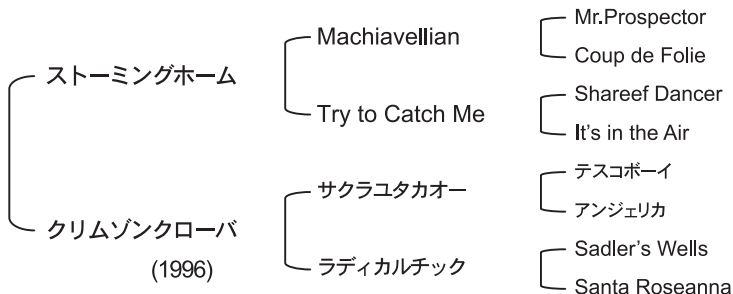 ストーミングホーム
Machiavellian
Mr.Prospector
Coup de Folie
Try to Catch Me
Shareef Dancer
It's in the Air
クリムゾンクローバ
(1996)
サクラユタカオー
テスコボーイ
アンジェリカ
ラディカルチック
Sadler's Wells
Santa Roseanna